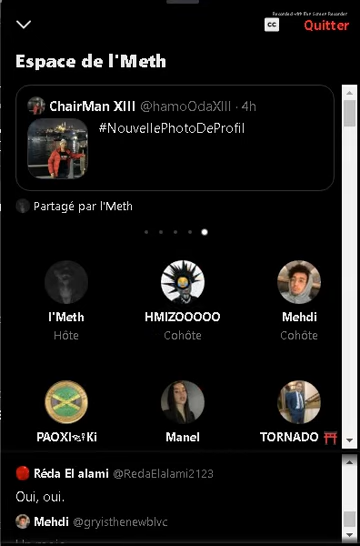 Quitter
Espace de l'Meth
ChairMan XIII @hamoOdaXIII · 4h
#NouvellePhotoDeProfil
Partagé par l'Meth
l'Meth HMIZOOOOO Mehdi
Hôte Cohôte Cohôte
PAOXI Ki Manel TORNADO ⛩️
Réda El alami @RedaElalami2123
Oui, oui.
Mehdi @gryisthenewblvc